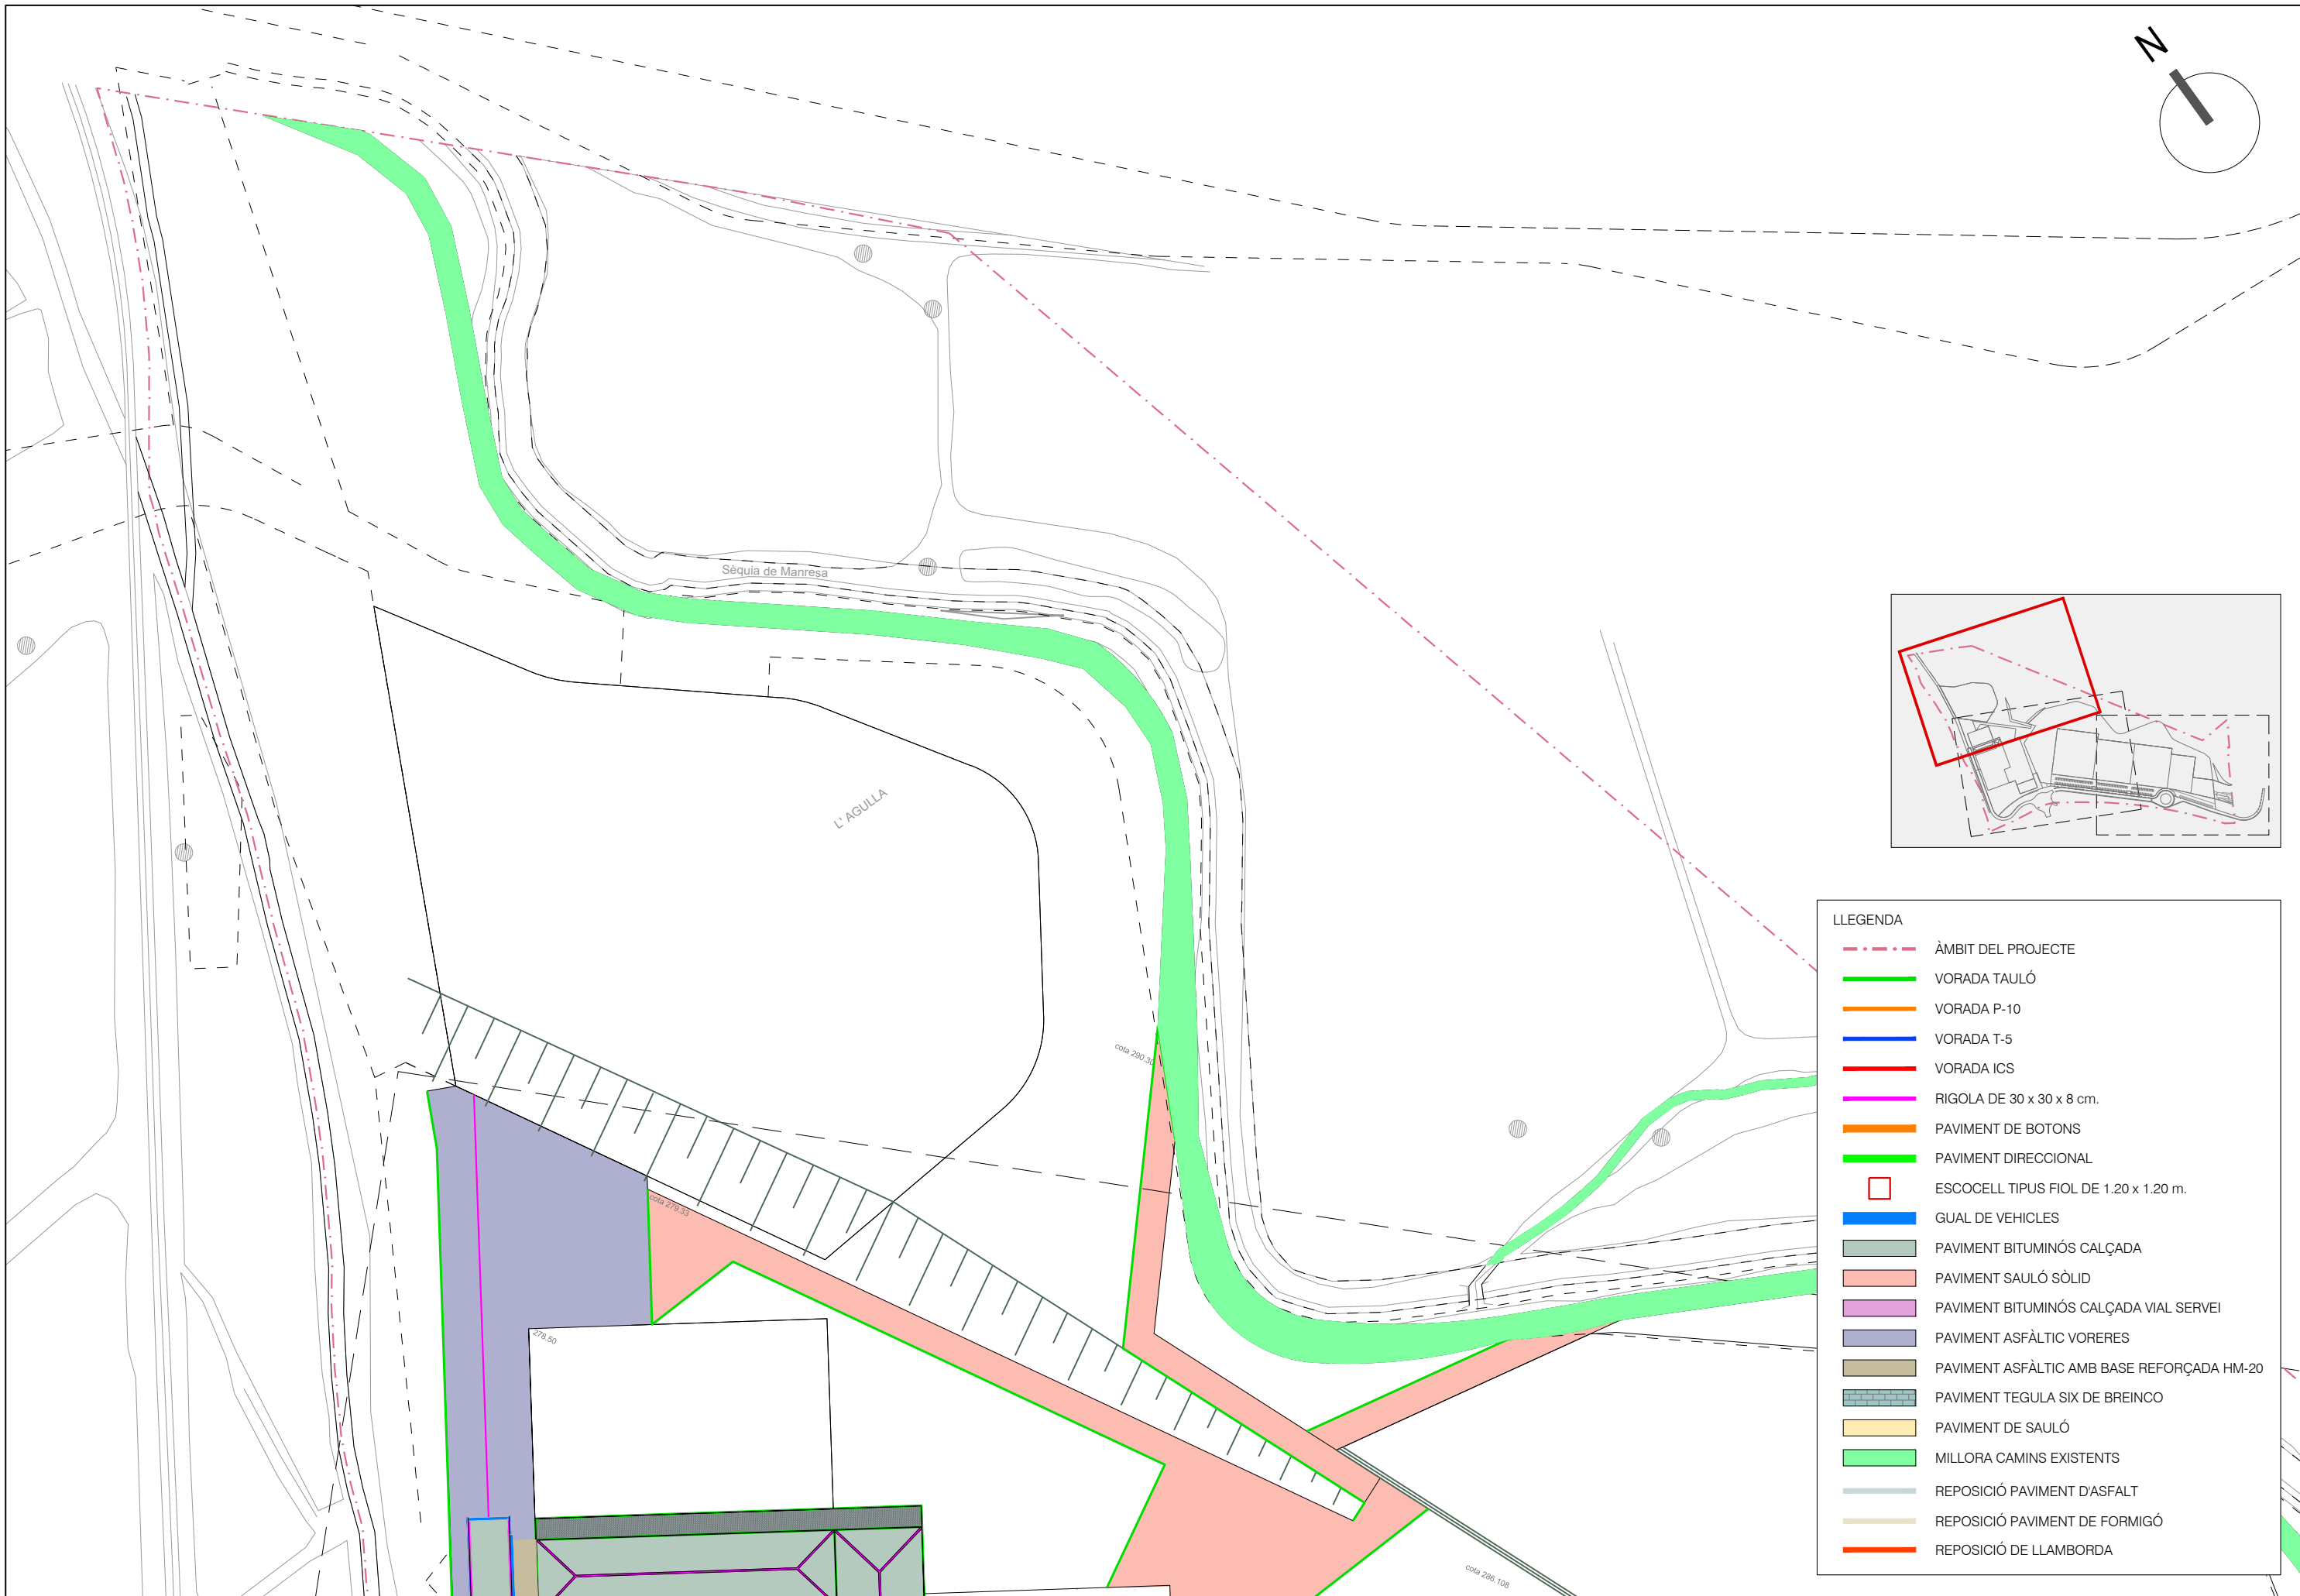 N
Sèquia de Manresa
L' AGULLA
cota 290.30
cota 279.33
278.50
cota 286.108
LLEGENDA
ÀMBIT DEL PROJECTE
VORADA TAULÓ
VORADA P-10
VORADA T-5
VORADA ICS
RIGOLA DE 30 x 30 x 8 cm.
PAVIMENT DE BOTONS
PAVIMENT DIRECCIONAL
ESCOCELL TIPUS FIOL DE 1.20 x 1.20 m.
GUAL DE VEHICLES
PAVIMENT BITUMINÓS CALÇADA
PAVIMENT SAULÓ SÒLID
PAVIMENT BITUMINÓS CALÇADA VIAL SERVEI
PAVIMENT ASFÀLTIC VORERES
PAVIMENT ASFÀLTIC AMB BASE REFORÇADA HM-20
PAVIMENT TEGULA SIX DE BREINCO
PAVIMENT DE SAULÓ
MILLORA CAMINS EXISTENTS
REPOSICIÓ PAVIMENT D'ASFALT
REPOSICIÓ PAVIMENT DE FORMIGÓ
REPOSICIÓ DE LLAMBORDA